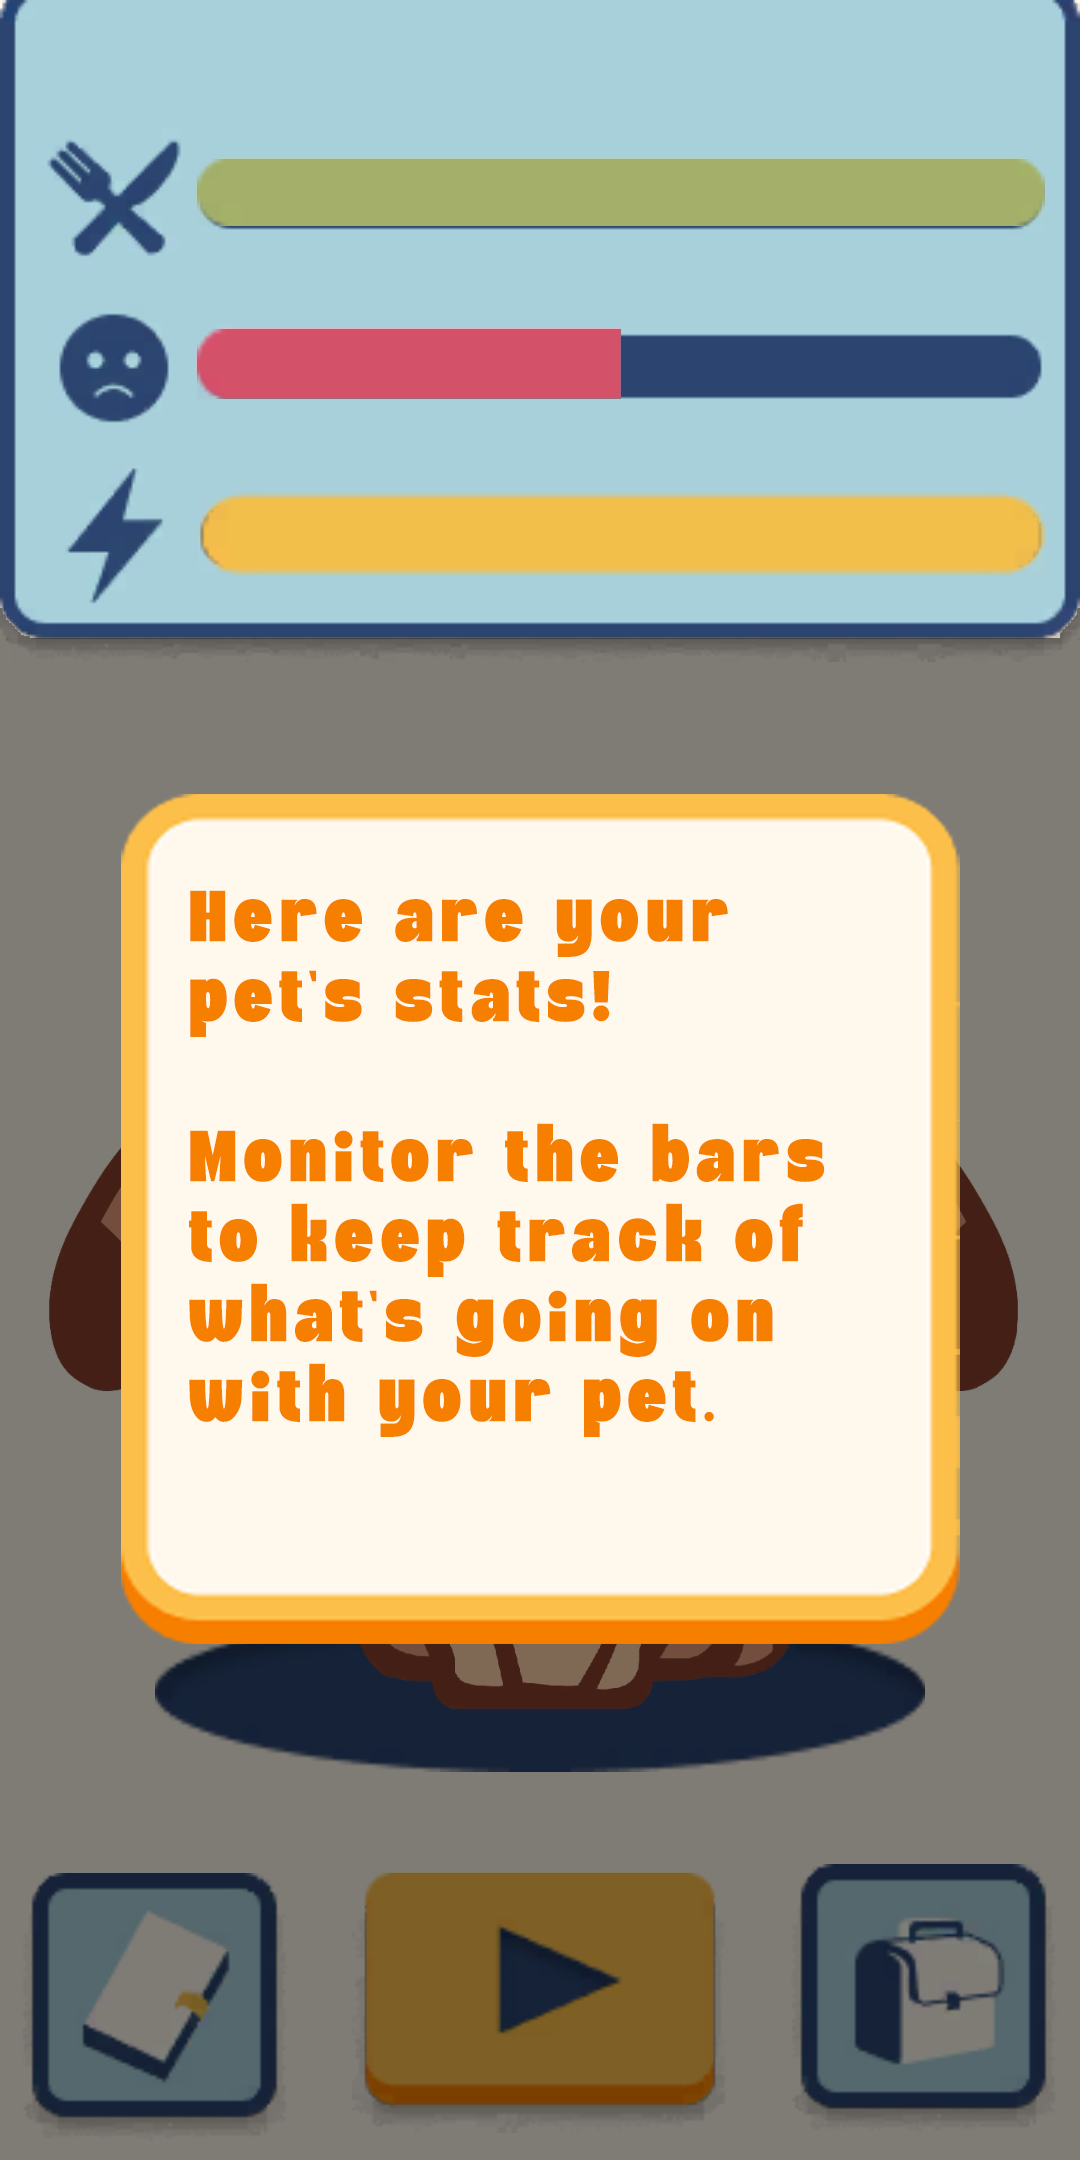 Here are your
pet's stats!
Monitor the bars
to keep track of
what's going on
with your pet.